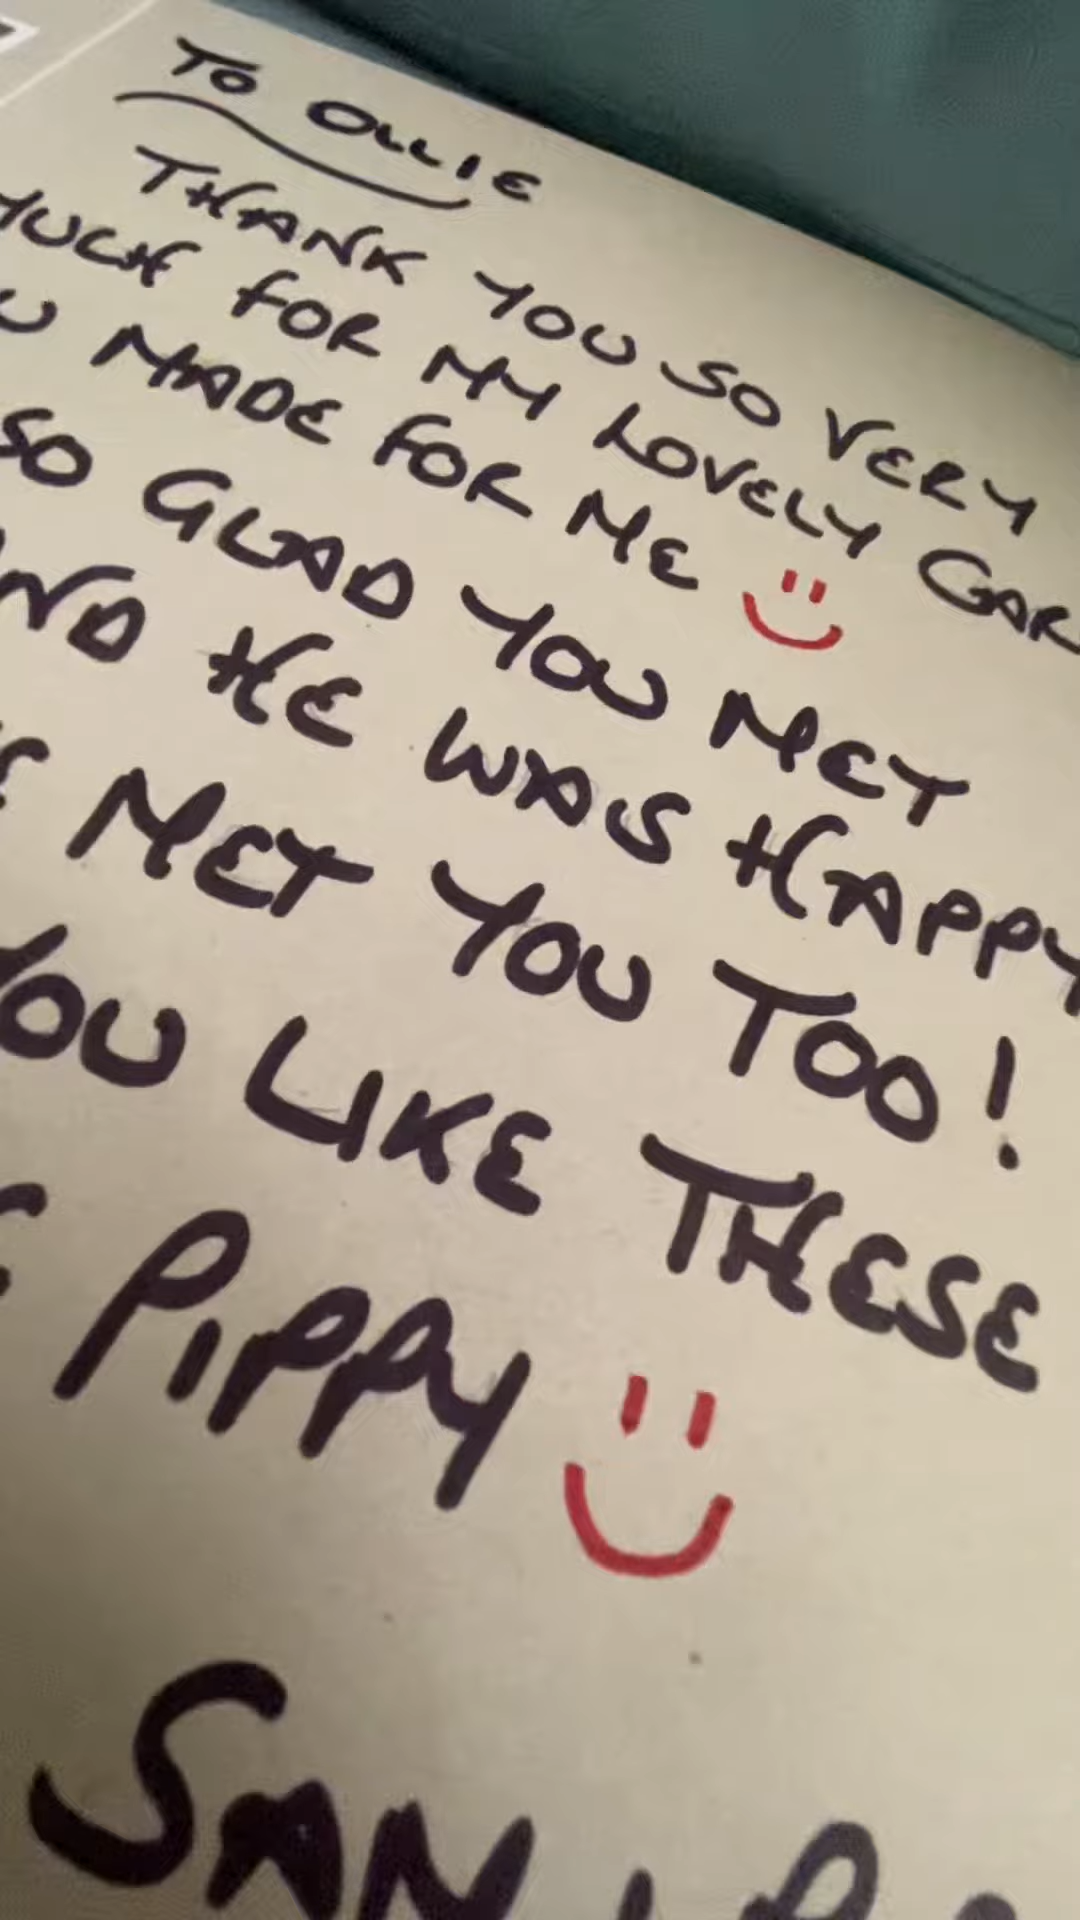 TO OLLIE
THANK YOU SO VERY
MUCH FOR MY LOVELY
MADE FOR ME
SO GLAD YOU MET
HE WAS HAPPY
MET YOU TOO!
YOU LIKE THESE
PIPPY